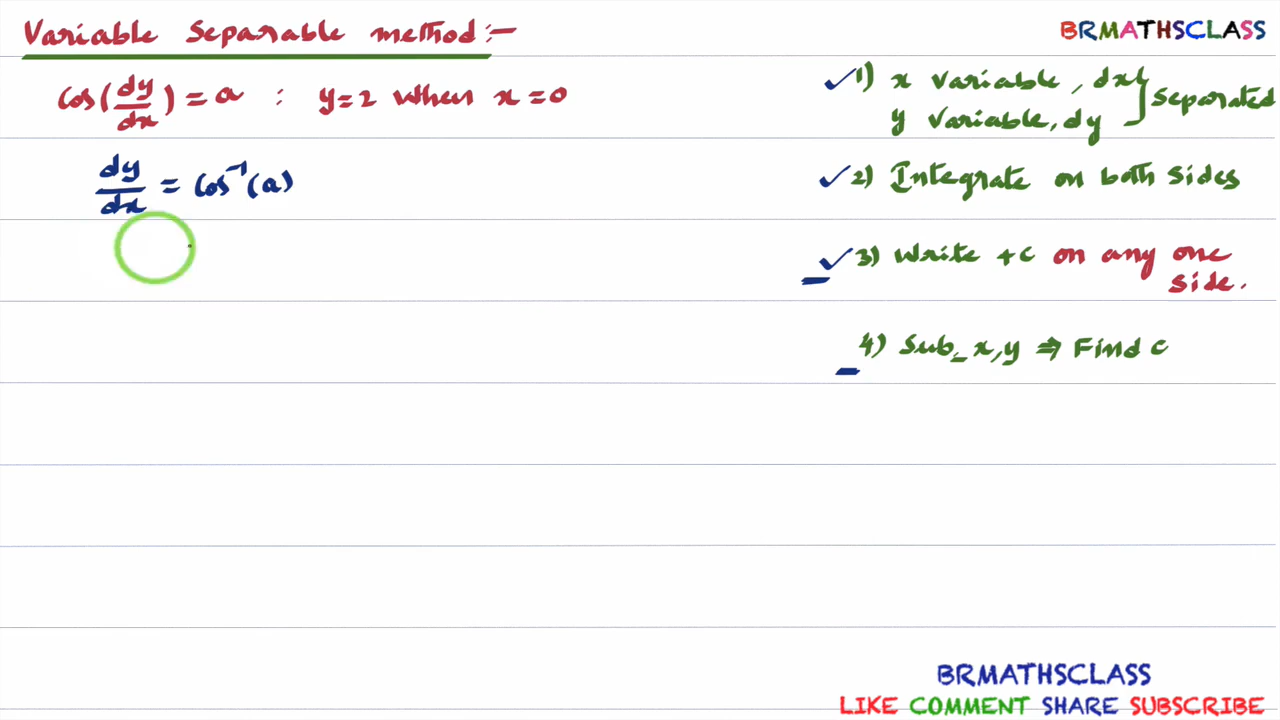 Variable Separable method :-
BRMATHSCLASS
cos(dy/dx) = a : y=2 when x=0
✓1) x variable, dx } Separated
y variable, dy
dy/dx = cos⁻¹(a)
✓2) Integrate on both sides
✓3) Write +c on any one
side.
4) Sub_ x,y ⇒ Find c
BRMATHSCLASS
LIKE COMMENT SHARE SUBSCRIBE